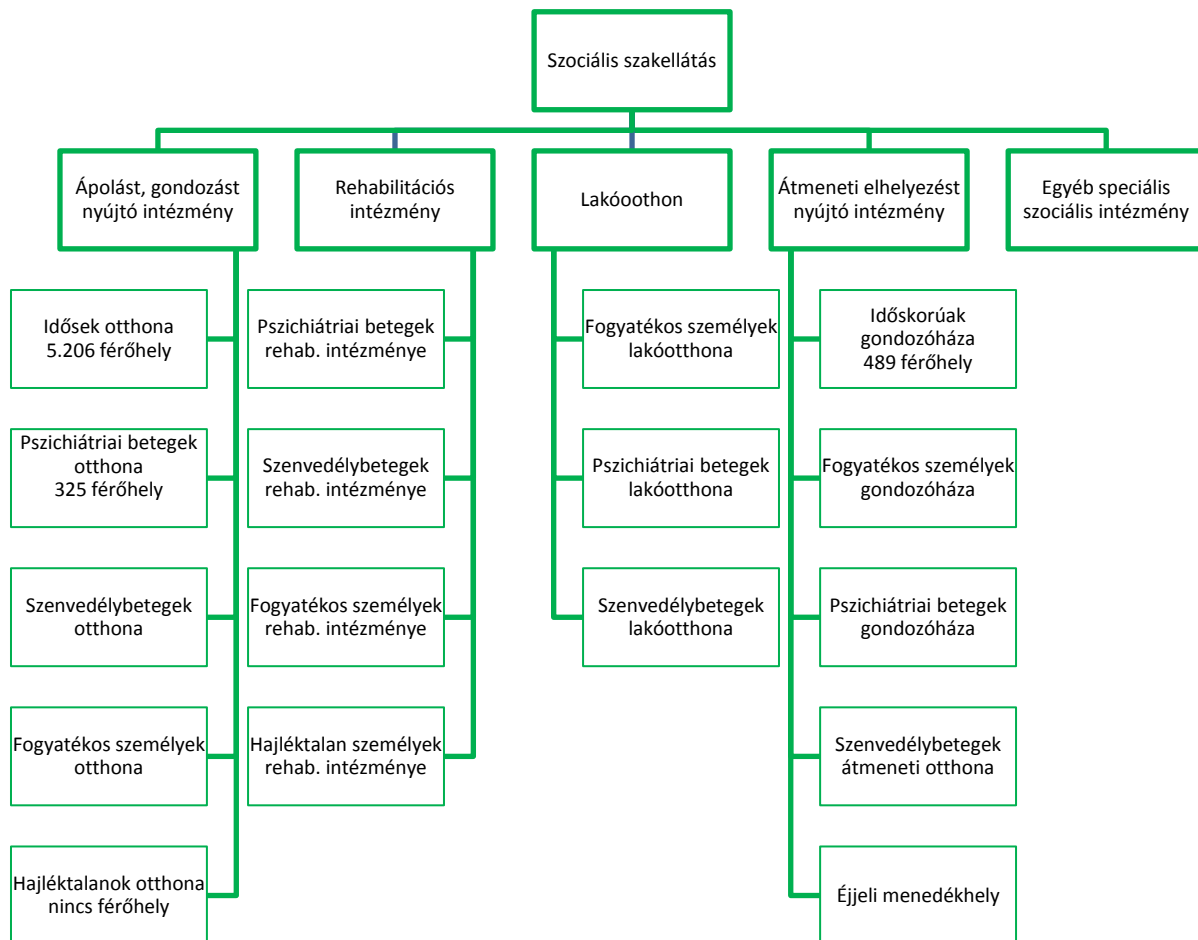 Szociális szakellátás
Ápolást, gondozást
nyújtó intézmény
Rehabilitációs
intézmény
Lakóoothon
Átmeneti elhelyezést
nyújtó intézmény
Egyéb speciális
szociális intézmény
Idősek otthona
5.206 férőhely
Pszichiátriai betegek
otthona
325 férőhely
Szenvedélybetegek
otthona
Fogyatékos személyek
otthona
Hajléktalanok otthona
nincs férőhely
Pszichiátriai betegek
rehab. intézménye
Szenvedélybetegek
rehab. intézménye
Fogyatékos személyek
rehab. intézménye
Hajléktalan személyek
rehab. intézménye
Fogyatékos személyek
lakóotthona
Pszichiátriai betegek
lakóotthona
Szenvedélybetegek
lakóotthona
Időskorúak
gondozóháza
489 férőhely
Fogyatékos személyek
gondozóháza
Pszichiátriai betegek
gondozóháza
Szenvedélybetegek
átmeneti otthona
Éjjeli menedékhely